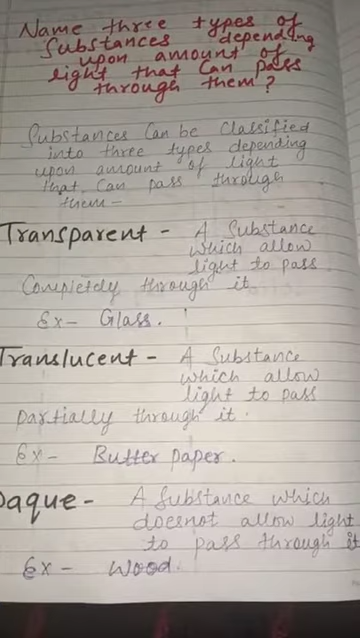 Name three types of
Substances depending
upon amount of
light that Can pass
through them?
Substances Can be Classified
into three types depending
upon amount of light
that Can pass through
them -
Transparent - A Substance
which allow
light to pass
Completely through it.
Ex - Glass.
Translucent - A Substance
which allow
light to pass
partially through it.
Ex - Butter paper.
paque - A Substance which
doesnot allow light
to pass through it
Ex - Wood.